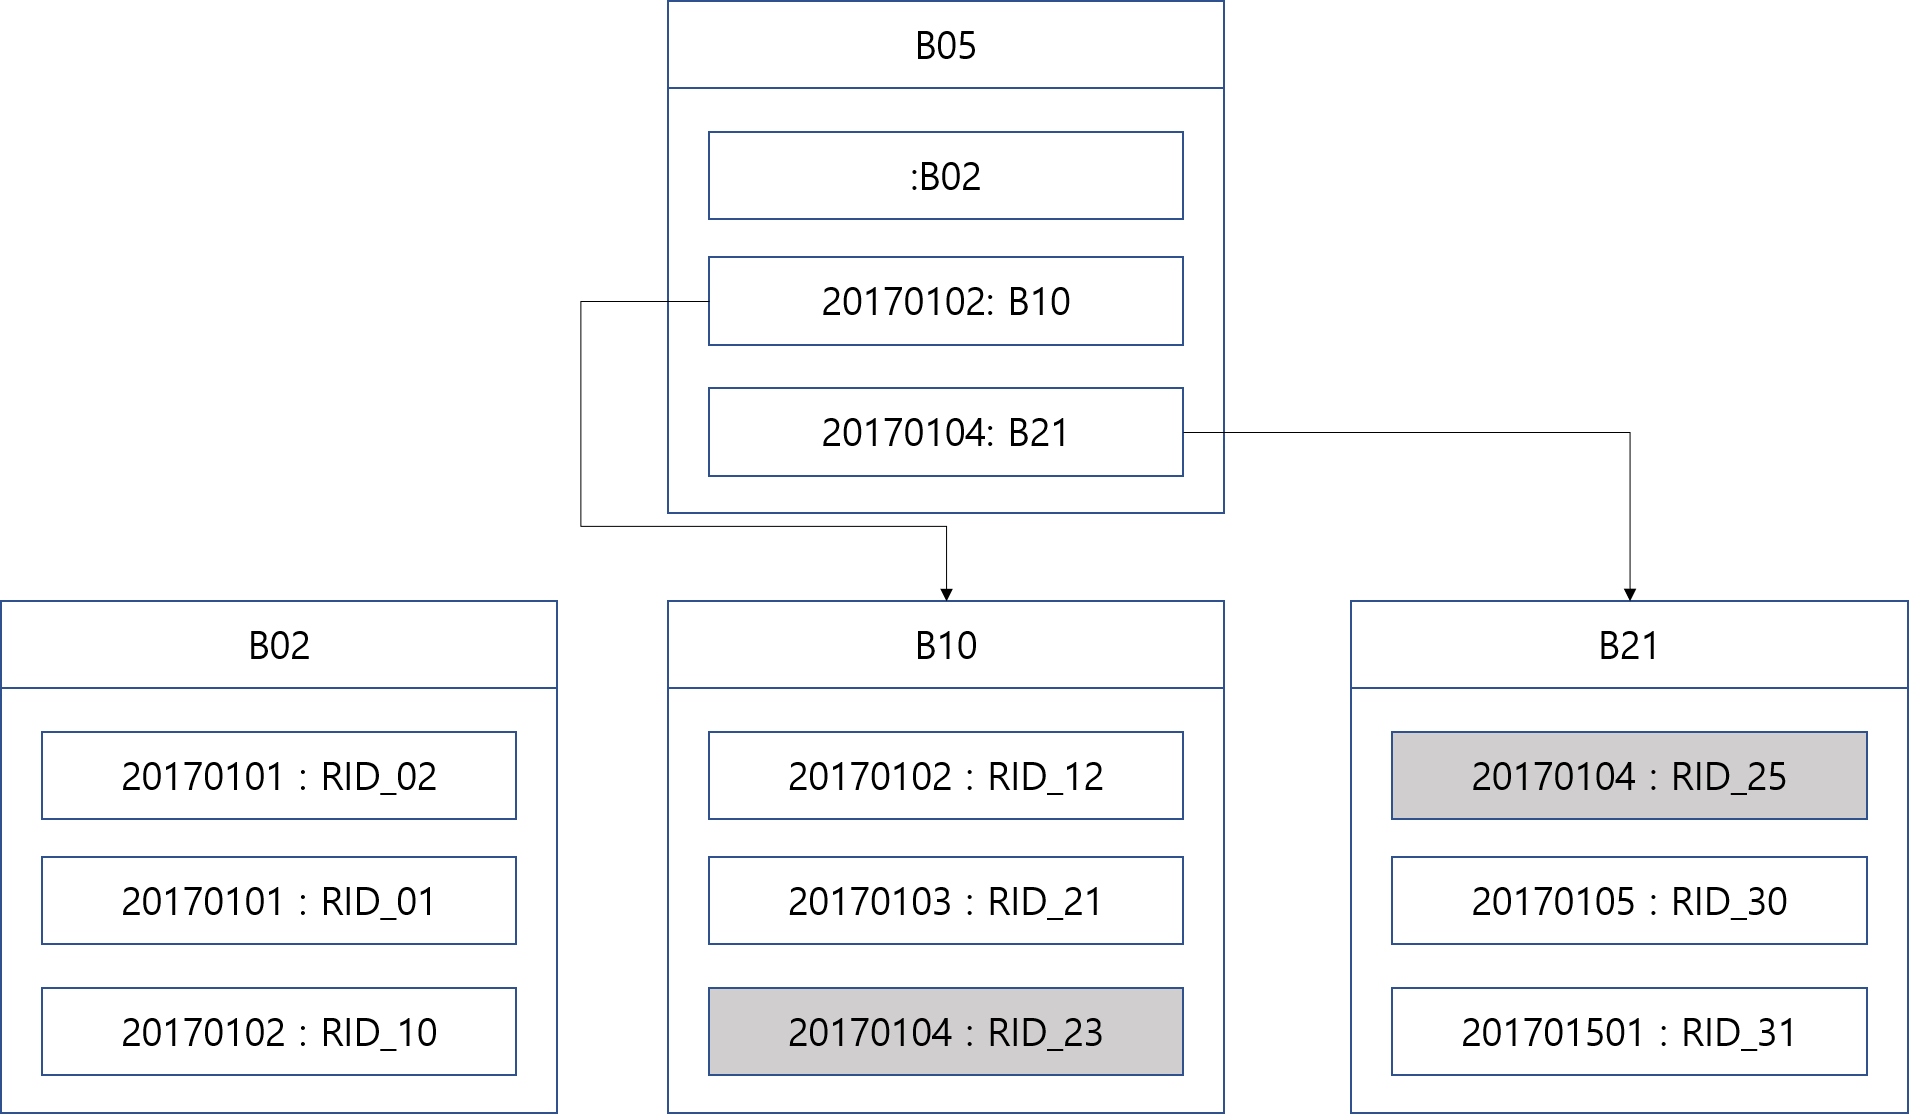 B05
:B02
20170102: B10
20170104: B21
B02
20170101 : RID_02
20170101 : RID_01
20170102 : RID_10
B10
20170102 : RID_12
20170103 : RID_21
20170104 : RID_23
B21
20170104 : RID_25
20170105 : RID_30
201701501 : RID_31